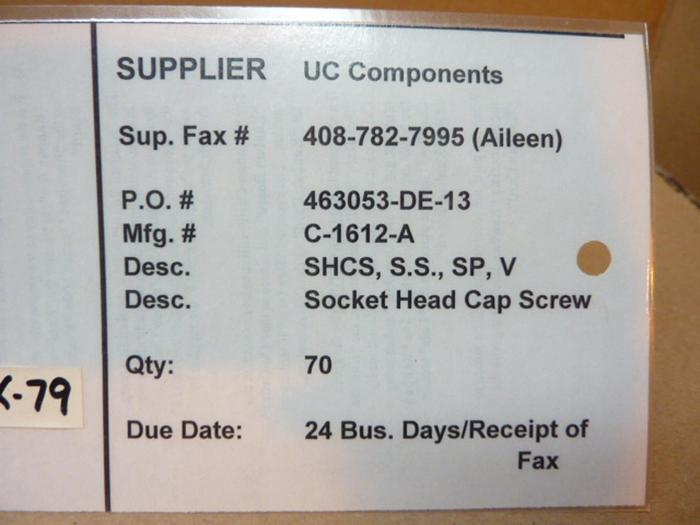 SUPPLIER UC Components
Sup. Fax # 408-782-7995 (Aileen)
P.O. # 463053-DE-13
Mfg. # C-1612-A
Desc. SHCS, S.S., SP, V
Desc. Socket Head Cap Screw
Qty: 70
-79
Due Date: 24 Bus. Days/Receipt of
Fax